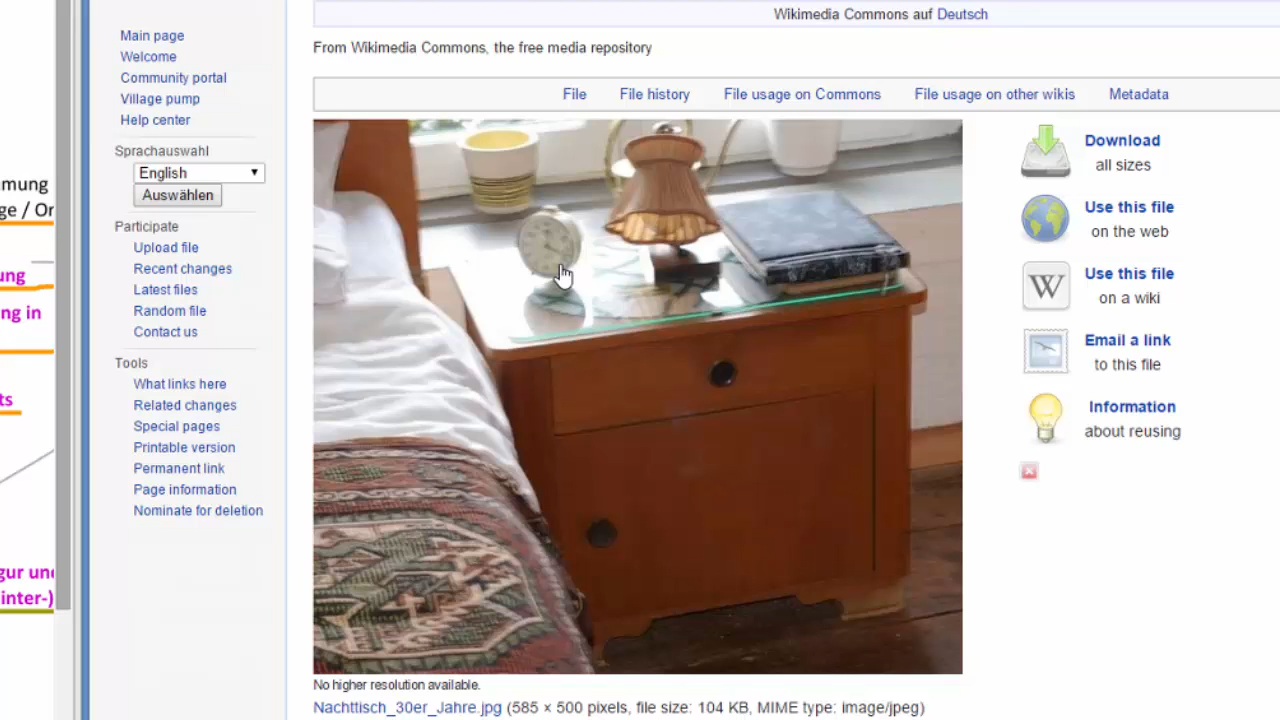 Wikimedia Commons auf Deutsch
From Wikimedia Commons, the free media repository
File File history File usage on Commons File usage on other wikis Metadata
Main page
Welcome
Community portal
Village pump
Help center
Sprachauswahl
English
Auswählen
Participate
Upload file
Recent changes
Latest files
Random file
Contact us
Tools
What links here
Related changes
Special pages
Printable version
Permanent link
Page information
Nominate for deletion
Download
all sizes
Use this file
on the web
W
Use this file
on a wiki
Email a link
to this file
Information
about reusing
No higher resolution available.
Nachttisch_30er_Jahre.jpg (585 × 500 pixels, file size: 104 KB, MIME type: image/jpeg)
mung
ge / Or
ung
ng in
ts
gur und
inter-)